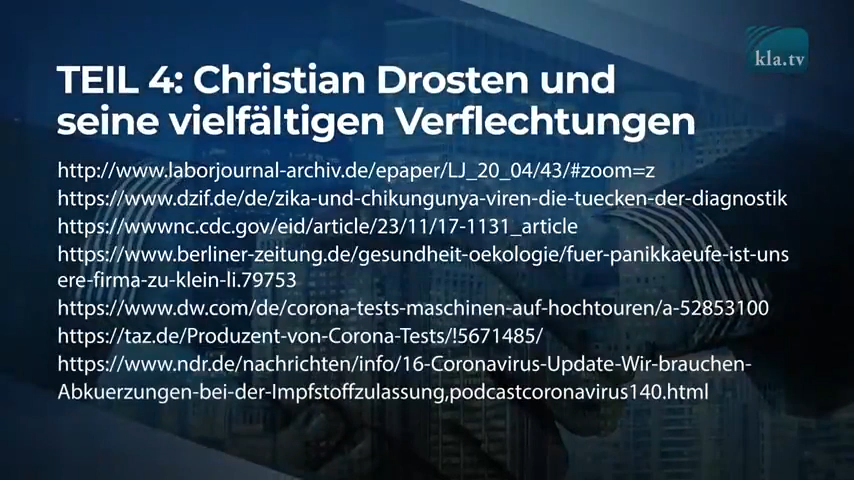 kla.tv
TEIL 4: Christian Drosten und
seine vielfältigen Verflechtungen
http://www.laborjournal-archiv.de/epaper/LJ_20_04/43/#zoom=z
https://www.dzif.de/de/zika-und-chikungunya-viren-die-tuecken-der-diagnostik
https://wwwnc.cdc.gov/eid/article/23/11/17-1131_article
https://www.berliner-zeitung.de/gesundheit-oekologie/fuer-panikkaeufe-ist-uns
ere-firma-zu-klein-li.79753
https://www.dw.com/de/corona-tests-maschinen-auf-hochtouren/a-52853100
https://taz.de/Produzent-von-Corona-Tests/!5671485/
https://www.ndr.de/nachrichten/info/16-Coronavirus-Update-Wir-brauchen-
Abkuerzungen-bei-der-Impfstoffzulassung,podcastcoronavirus140.html